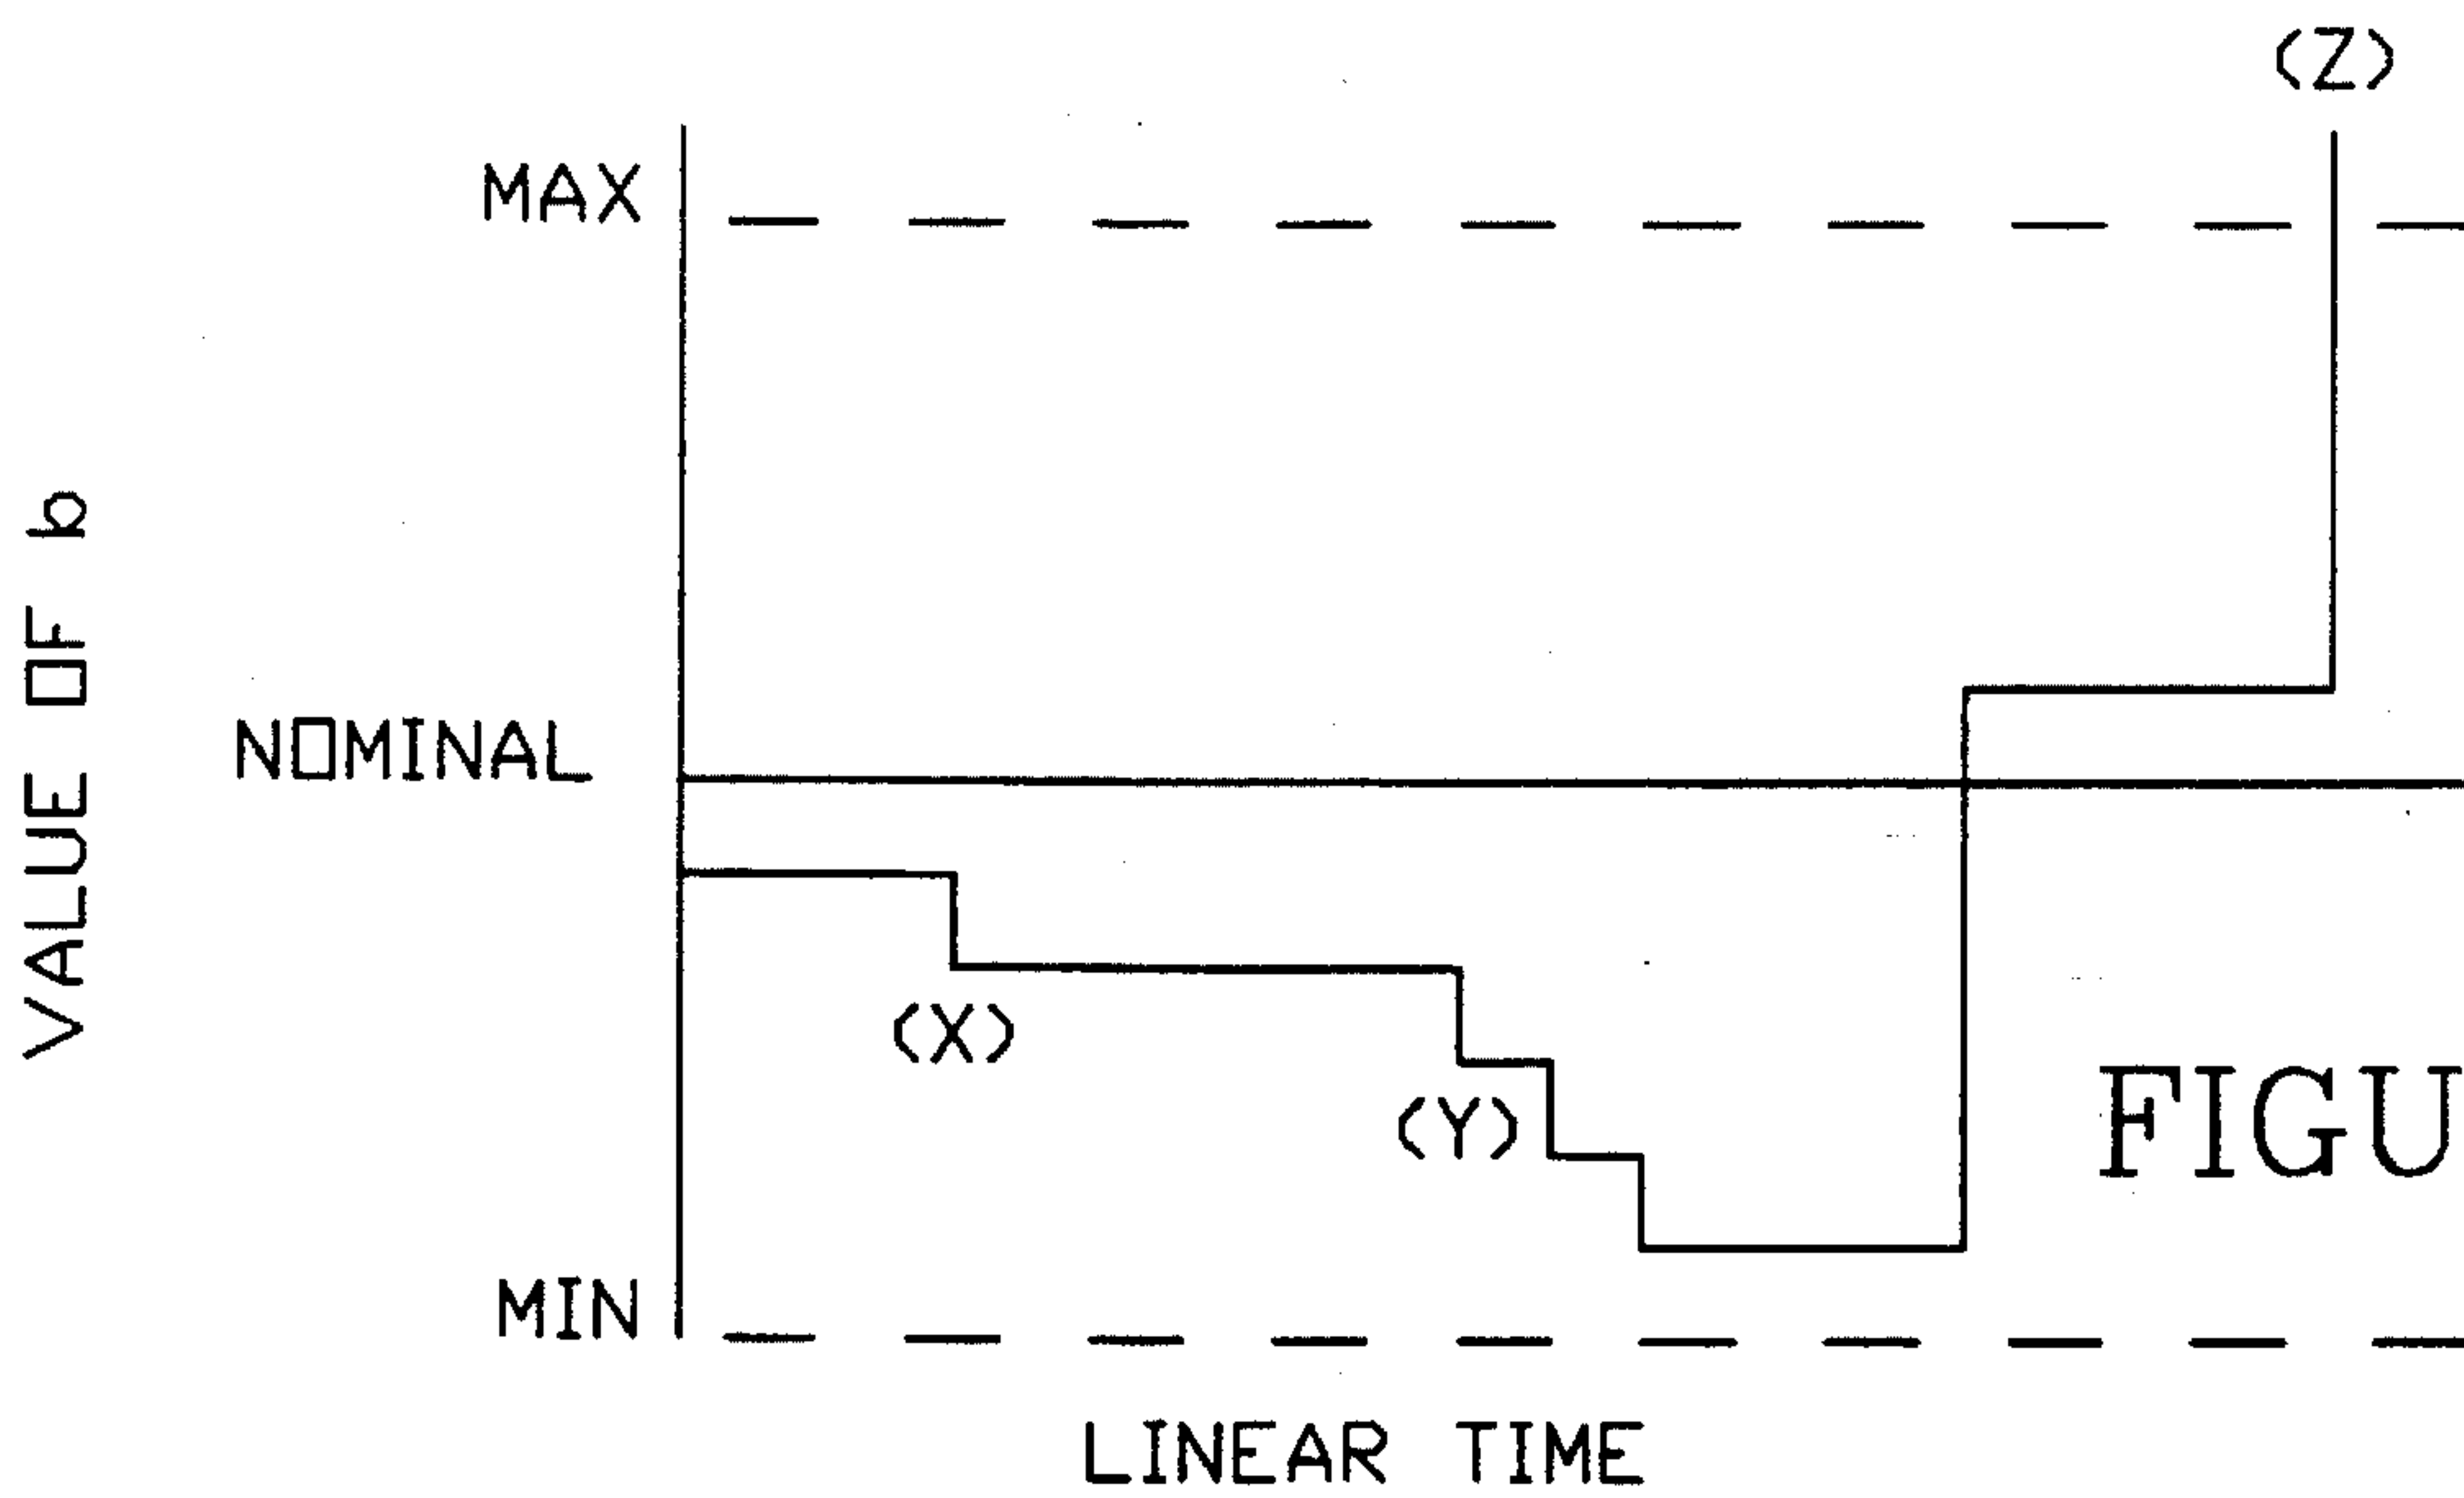 (Z)
MAX
VALUE OF b
NOMINAL
(X)
(Y)
FIGU
MIN
LINEAR TIME